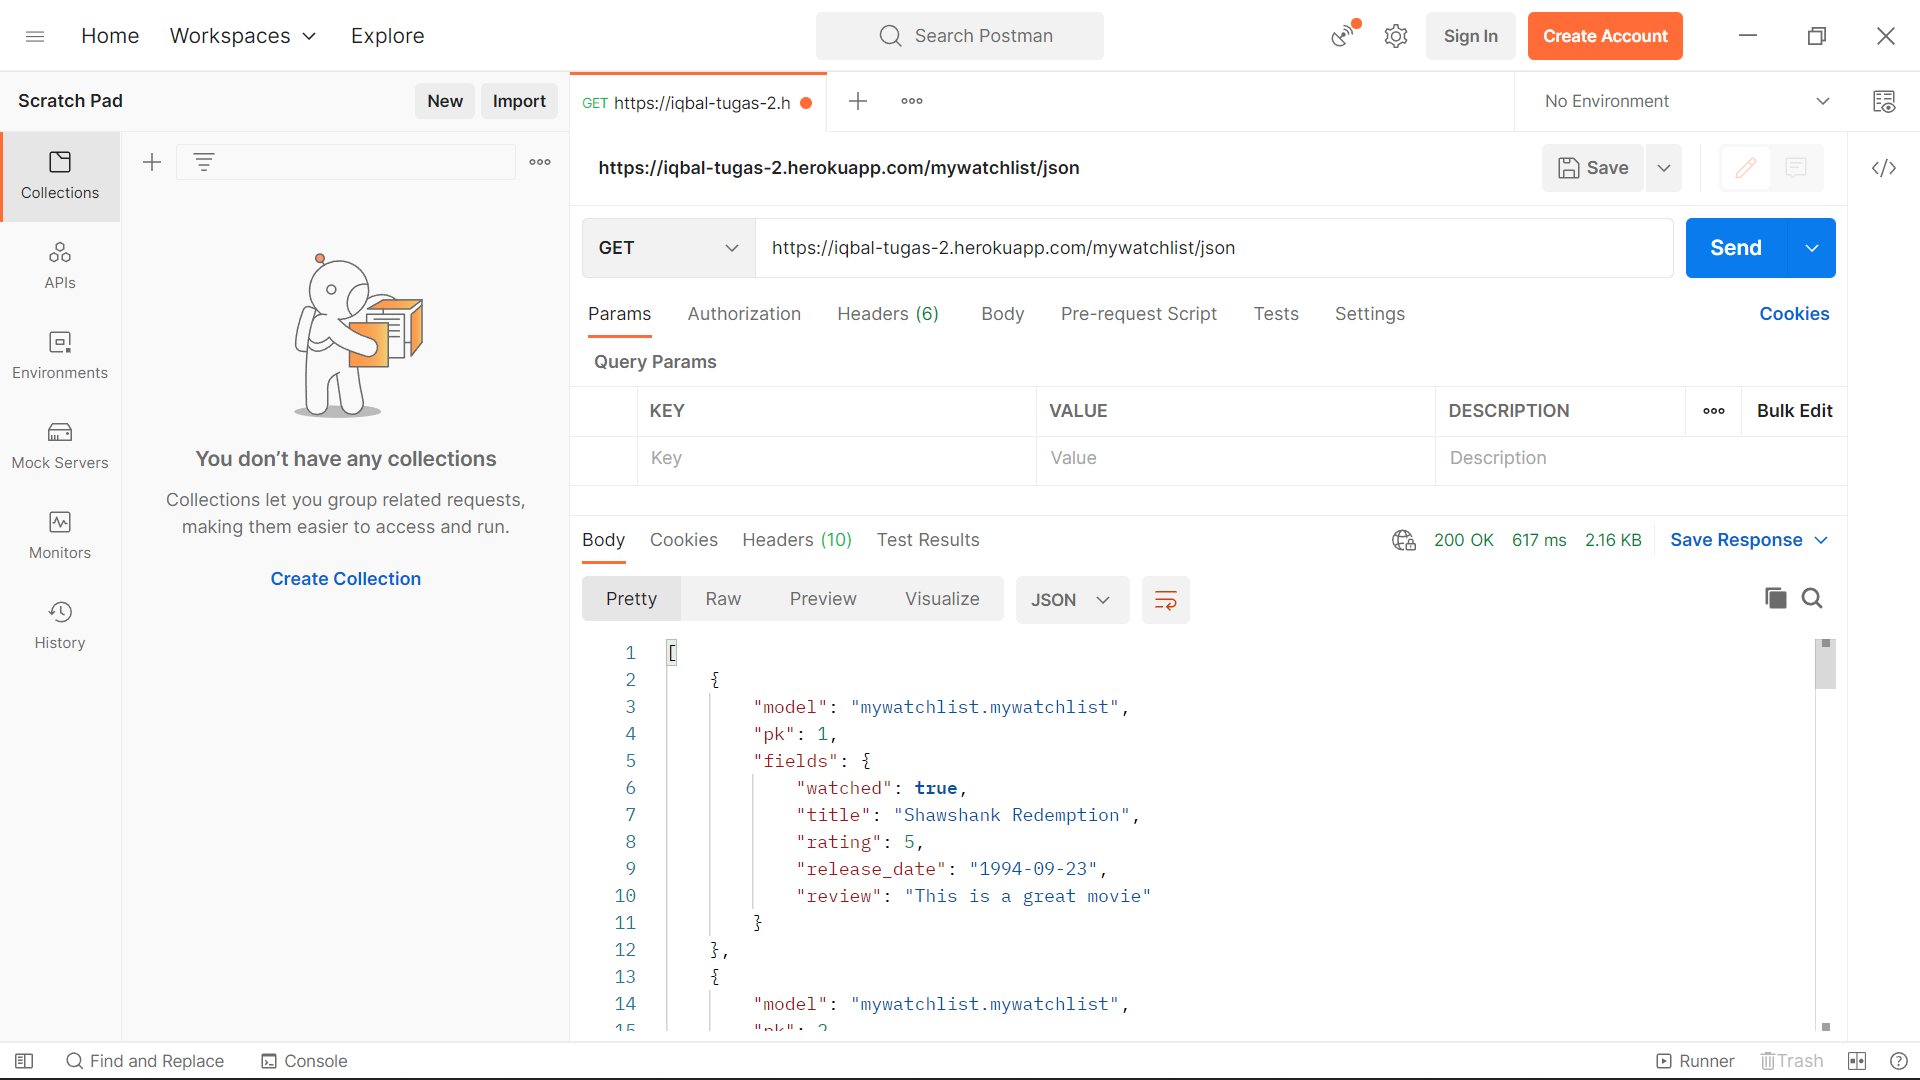 Home Workspaces Explore Search Postman Sign In Create Account
Scratch Pad New Import GET https://iqbal-tugas-2.h No Environment
https://iqbal-tugas-2.herokuapp.com/mywatchlist/json Save
Collections
APIs
Environments
Mock Servers
Monitors
History
You don’t have any collections
Collections let you group related requests,
making them easier to access and run.
Create Collection
GET https://iqbal-tugas-2.herokuapp.com/mywatchlist/json Send
Params Authorization Headers (6) Body Pre-request Script Tests Settings Cookies
Query Params
KEY VALUE DESCRIPTION Bulk Edit
Key Value Description
Body Cookies Headers (10) Test Results 200 OK 617 ms 2.16 KB Save Response
Pretty Raw Preview Visualize JSON
1 [
2 {
3 "model": "mywatchlist.mywatchlist",
4 "pk": 1,
5 "fields": {
6 "watched": true,
7 "title": "Shawshank Redemption",
8 "rating": 5,
9 "release_date": "1994-09-23",
10 "review": "This is a great movie"
11 }
12 },
13 {
14 "model": "mywatchlist.mywatchlist",
15 "pk": 2
Find and Replace Console Runner Trash